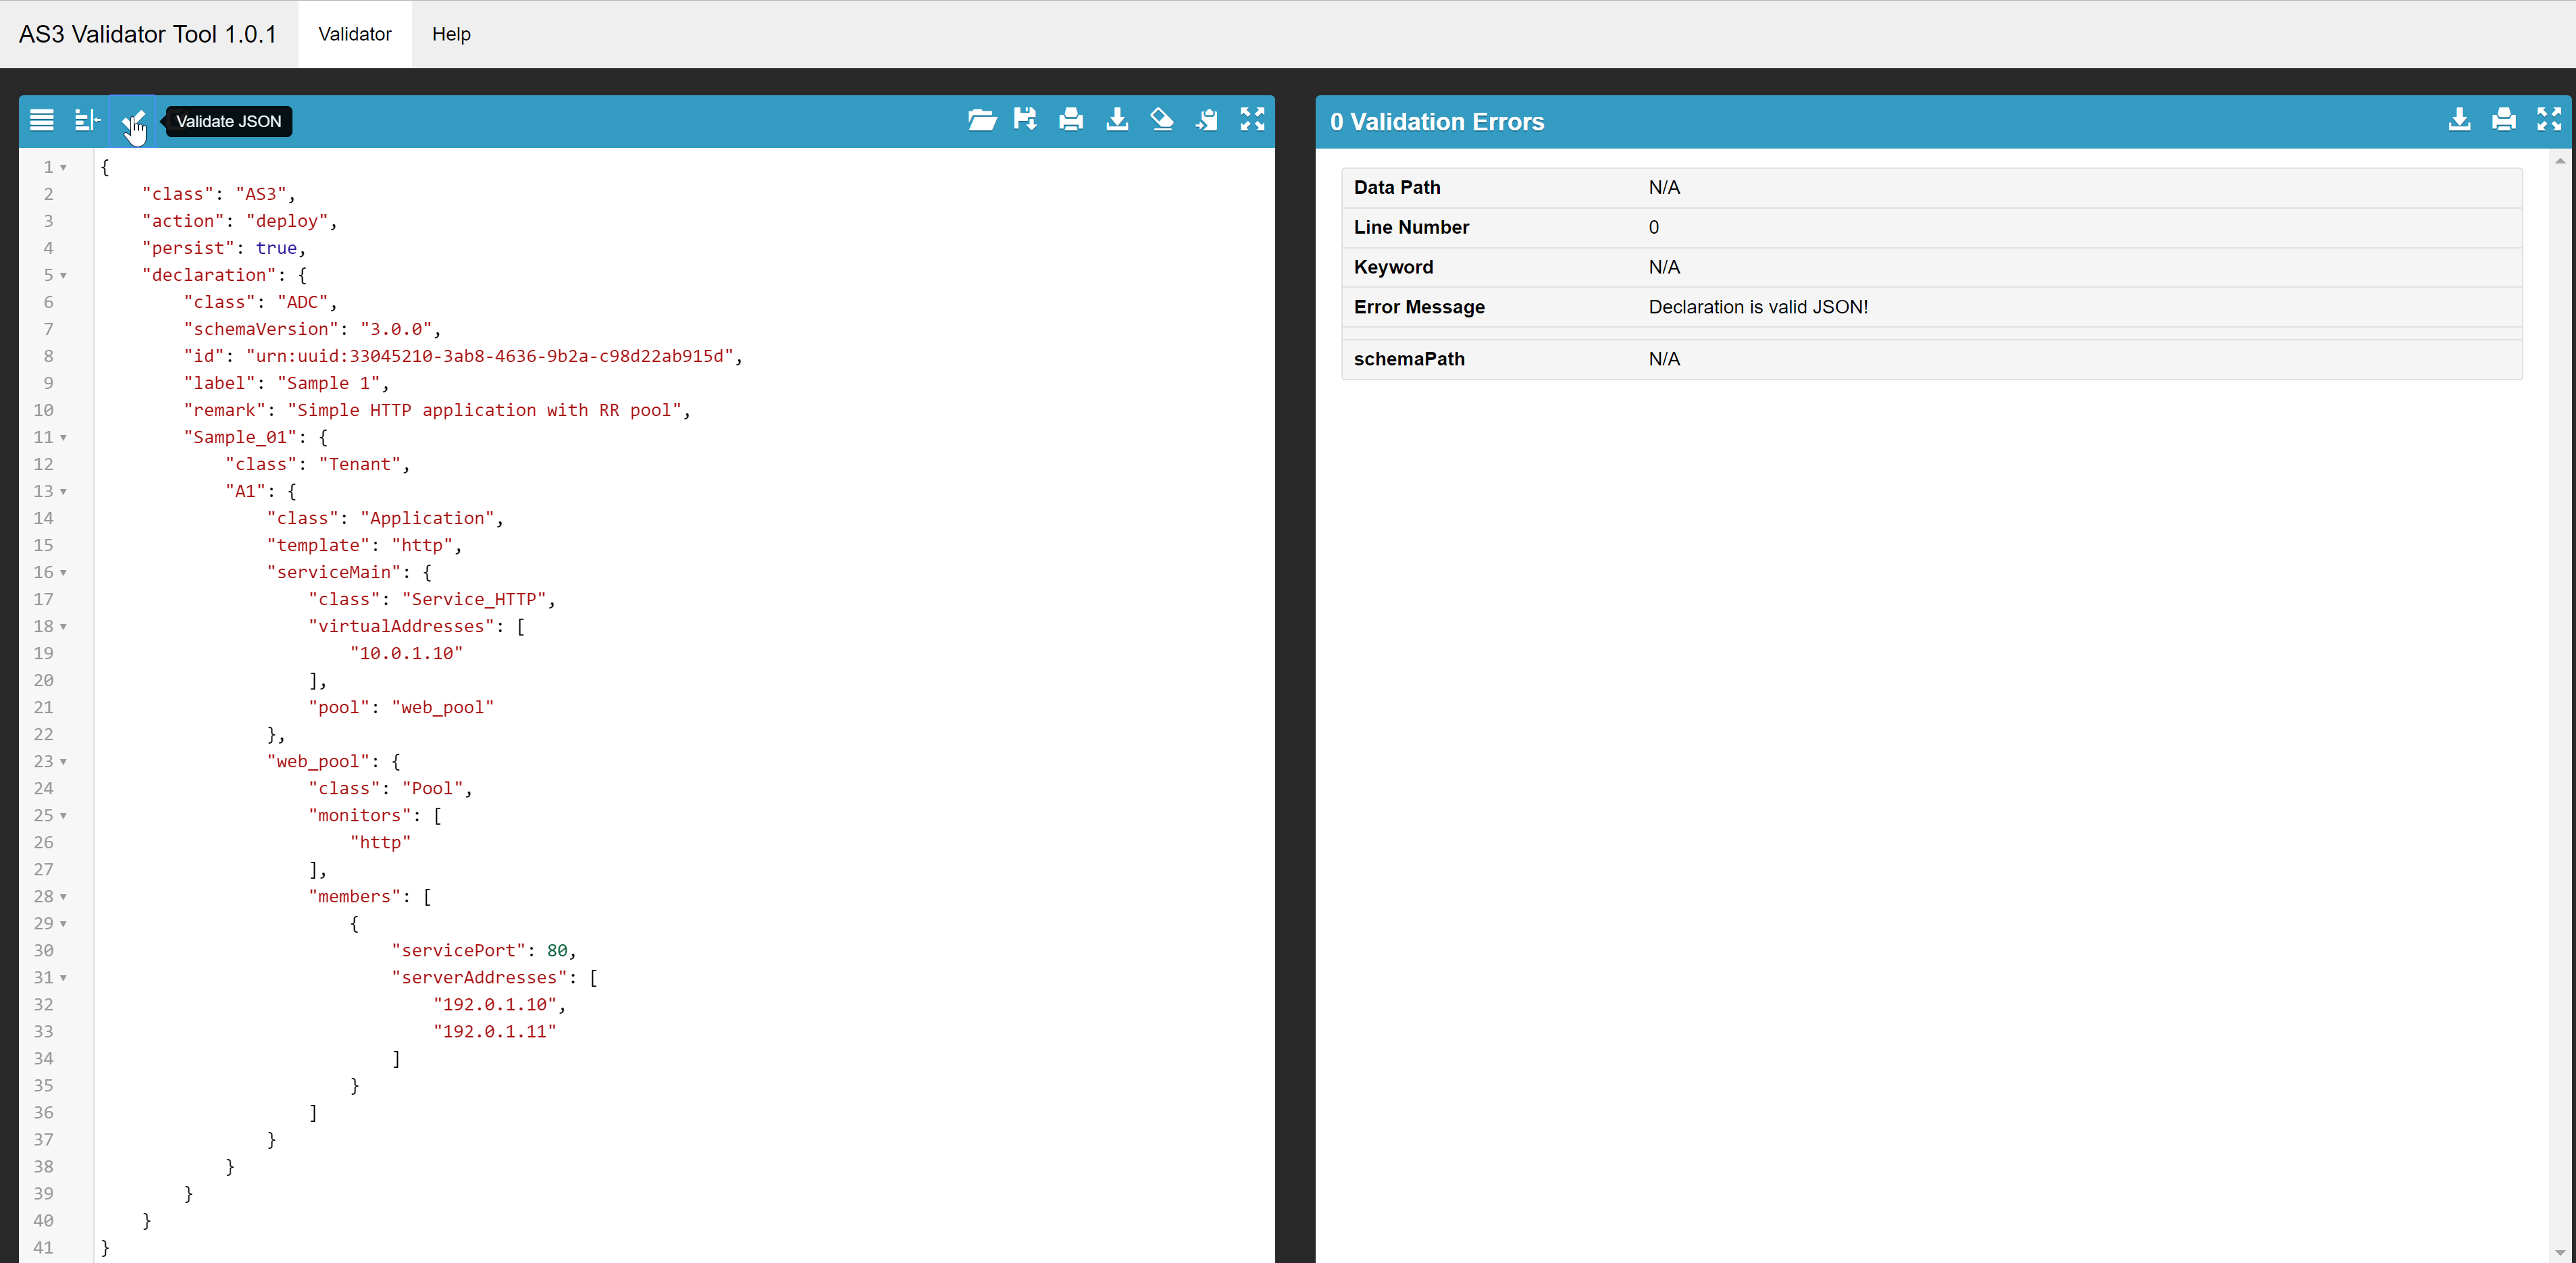 AS3 Validator Tool 1.0.1 Validator Help
Validate JSON
1 {
2 "class": "AS3",
3 "action": "deploy",
4 "persist": true,
5 "declaration": {
6 "class": "ADC",
7 "schemaVersion": "3.0.0",
8 "id": "urn:uuid:33045210-3ab8-4636-9b2a-c98d22ab915d",
9 "label": "Sample 1",
10 "remark": "Simple HTTP application with RR pool",
11 "Sample_01": {
12 "class": "Tenant",
13 "A1": {
14 "class": "Application",
15 "template": "http",
16 "serviceMain": {
17 "class": "Service_HTTP",
18 "virtualAddresses": [
19 "10.0.1.10"
20 ],
21 "pool": "web_pool"
22 },
23 "web_pool": {
24 "class": "Pool",
25 "monitors": [
26 "http"
27 ],
28 "members": [
29 {
30 "servicePort": 80,
31 "serverAddresses": [
32 "192.0.1.10",
33 "192.0.1.11"
34 ]
35 }
36 ]
37 }
38 }
39 }
40 }
41 }
0 Validation Errors
Data Path N/A
Line Number 0
Keyword N/A
Error Message Declaration is valid JSON!
schemaPath N/A